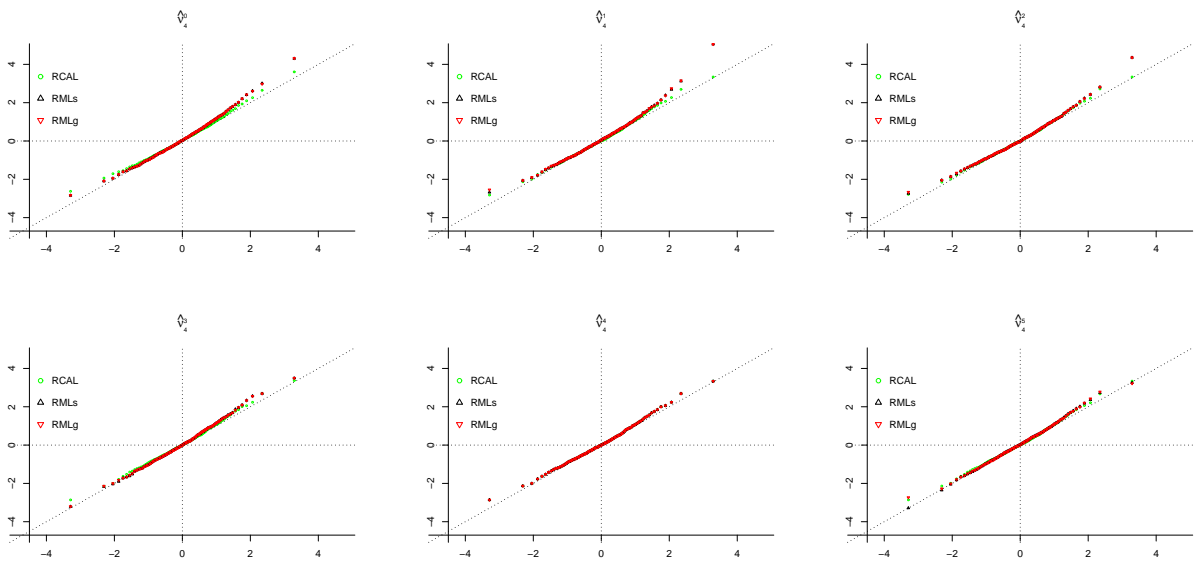 v̂⁰₄ v̂¹₄ v̂²₄
4 4 4
RCAL RCAL RCAL
2 RMLs 2 RMLs 2 RMLs
RMLg RMLg RMLg
0 0 0
−2 −2 −2
−4 −4 −4
−4 −2 0 2 4 −4 −2 0 2 4 −4 −2 0 2 4
v̂³₄ v̂⁴₄ v̂⁵₄
4 4 4
RCAL RCAL RCAL
2 RMLs 2 RMLs 2 RMLs
RMLg RMLg RMLg
0 0 0
−2 −2 −2
−4 −4 −4
−4 −2 0 2 4 −4 −2 0 2 4 −4 −2 0 2 4